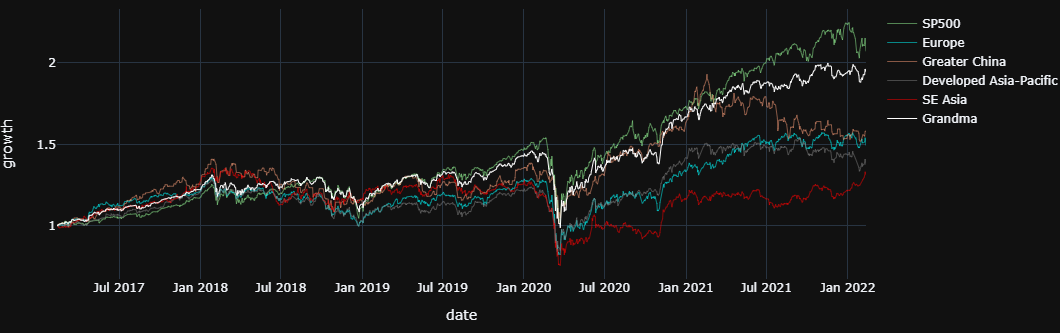 SP500
Europe
Greater China
Developed Asia-Pacific
SE Asia
Grandma
growth
2
1.5
1
Jul 2017 Jan 2018 Jul 2018 Jan 2019 Jul 2019 Jan 2020 Jul 2020 Jan 2021 Jul 2021 Jan 2022
date